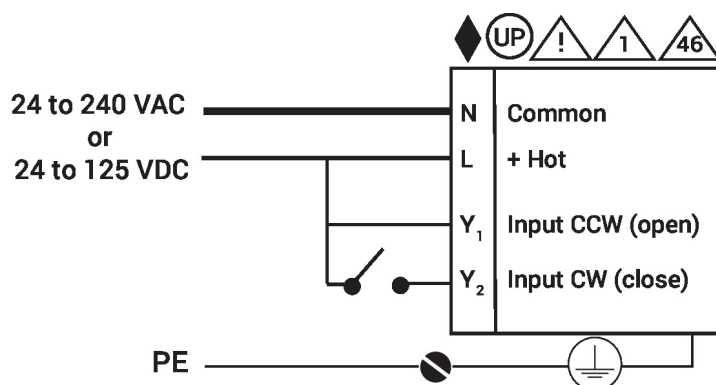 UP ! 1 46
24 to 240 VAC
or
24 to 125 VDC
N Common
L + Hot
Y₁ Input CCW (open)
Y₂ Input CW (close)
PE